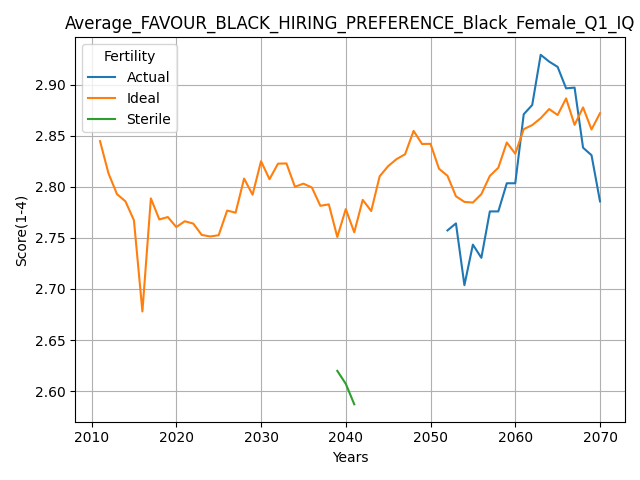 Average_FAVOUR_BLACK_HIRING_PREFERENCE_Black_Female_Q1_IQ
Fertility
Actual
Ideal
Sterile
Score(1-4)
2.90
2.85
2.80
2.75
2.70
2.65
2.60
2010 2020 2030 2040 2050 2060 2070
Years